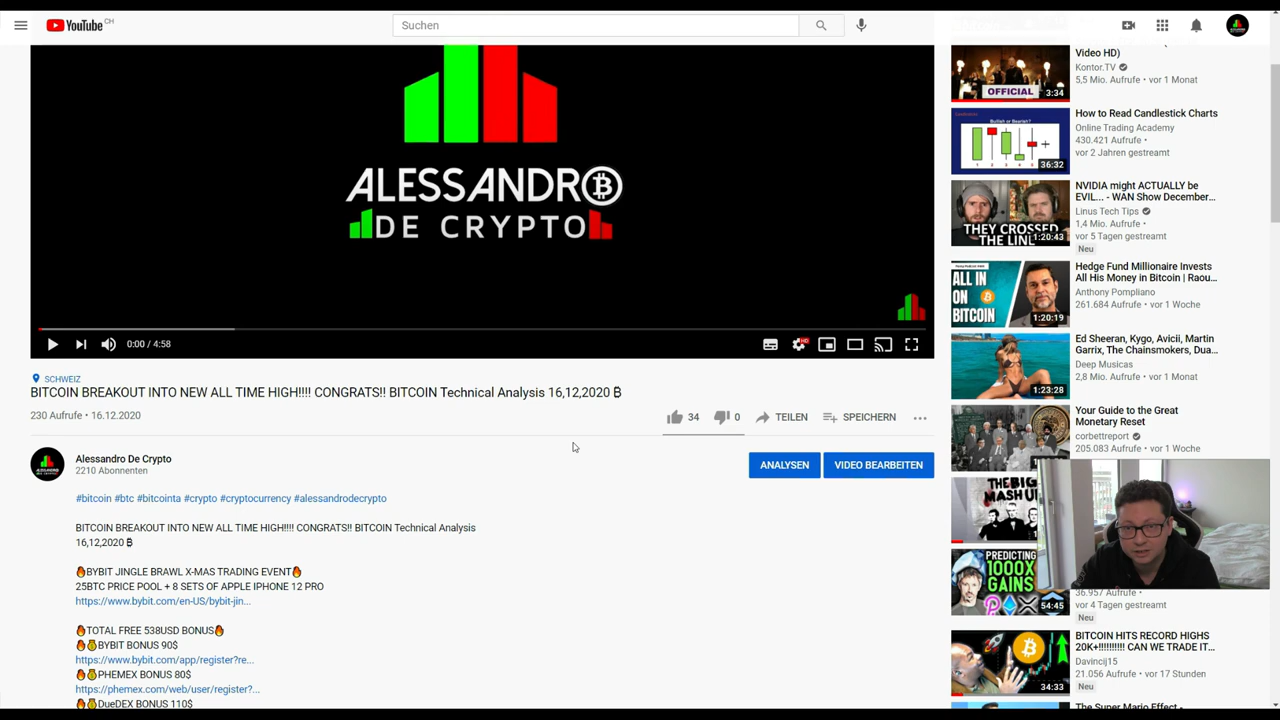 YouTube CH
Suchen
ALESSANDRO
DE CRYPTO
0:00 / 4:58
HD
SCHWEIZ
BITCOIN BREAKOUT INTO NEW ALL TIME HIGH!!!! CONGRATS!! BITCOIN Technical Analysis 16,12,2020 ₿
230 Aufrufe • 16.12.2020
34
0
TEILEN
SPEICHERN
Alessandro De Crypto
2210 Abonnenten
ANALYSEN
VIDEO BEARBEITEN
#bitcoin #btc #bitcointa #crypto #cryptocurrency #alessandrodecrypto
BITCOIN BREAKOUT INTO NEW ALL TIME HIGH!!!! CONGRATS!! BITCOIN Technical Analysis
16,12,2020 ₿
🔥BYBIT JINGLE BRAWL X-MAS TRADING EVENT🔥
25BTC PRICE POOL + 8 SETS OF APPLE IPHONE 12 PRO
https://www.bybit.com/en-US/bybit-jin...
🔥TOTAL FREE 538USD BONUS🔥
🔥💰BYBIT BONUS 90$
https://www.bybit.com/app/register?re...
🔥💰PHEMEX BONUS 80$
https://phemex.com/web/user/register?...
🔥💰DueDEX BONUS 110$
Video HD)
Kontor.TV
5,5 Mio. Aufrufe • vor 1 Monat
OFFICIAL
3:34
How to Read Candlestick Charts
Online Trading Academy
430.421 Aufrufe •
vor 2 Jahren gestreamt
Bullish or Bearish?
36:32
NVIDIA might ACTUALLY be
EVIL... - WAN Show December...
Linus Tech Tips
1,4 Mio. Aufrufe •
vor 5 Tagen gestreamt
Neu
THEY CROSSED
THE LINE
1:20:43
Hedge Fund Millionaire Invests
All His Money in Bitcoin | Raou...
Anthony Pompliano
261.684 Aufrufe • vor 1 Woche
ALL IN
ON
BITCOIN
1:20:19
Ed Sheeran, Kygo, Avicii, Martin
Garrix, The Chainsmokers, Dua...
Deep Musicas
2,8 Mio. Aufrufe • vor 1 Monat
1:23:28
Your Guide to the Great
Monetary Reset
corbettreport
205.083 Aufrufe • vor 1 Woche
THE BIG
MASH U
PREDICTING
1000X
GAINS
54:45
36.957 Aufrufe •
vor 4 Tagen gestreamt
Neu
BITCOIN HITS RECORD HIGHS
20K+!!!!!!!!!! CAN WE TRADE IT...
Davincij15
21.056 Aufrufe • vor 17 Stunden
Neu
34:33
The Super Mario Effect -